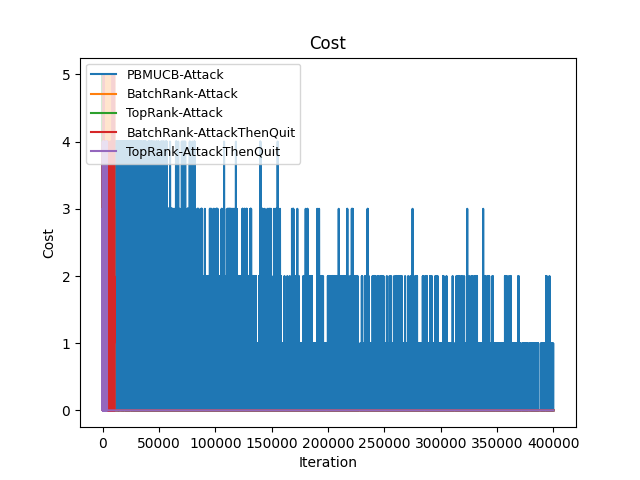 Cost
5
4
3
2
1
0
Cost
PBMUCB-Attack
BatchRank-Attack
TopRank-Attack
BatchRank-AttackThenQuit
TopRank-AttackThenQuit
0 50000 100000 150000 200000 250000 300000 350000 400000
Iteration